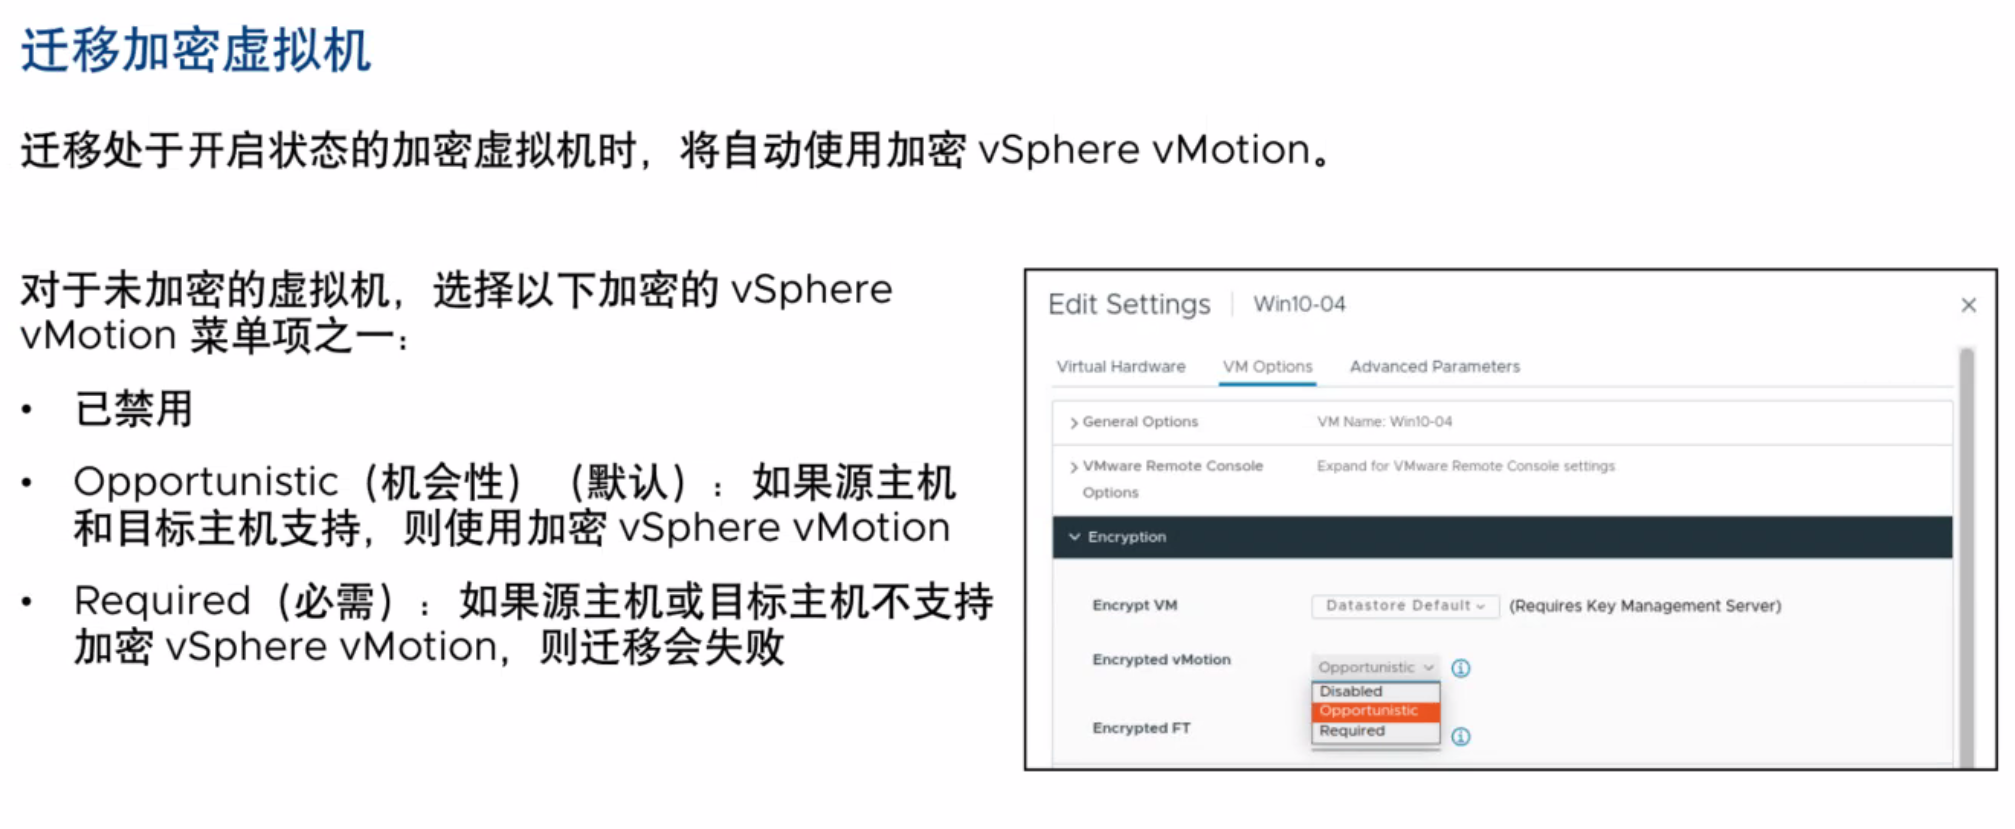 迁移加密虚拟机
迁移处于开启状态的加密虚拟机时，将自动使用加密 vSphere vMotion。
对于未加密的虚拟机，选择以下加密的 vSphere
vMotion 菜单项之一：
• 已禁用
• Opportunistic（机会性）（默认）：如果源主机
和目标主机支持，则使用加密 vSphere vMotion
• Required（必需）：如果源主机或目标主机不支持
加密 vSphere vMotion，则迁移会失败
Edit Settings | Win10-04
Virtual Hardware VM Options Advanced Parameters
General Options VM Name: Win10-04
VMware Remote Console Expand for VMware Remote Console settings
Options
Encryption
Encrypt VM Datastore Default (Requires Key Management Server)
Encrypted vMotion Opportunistic
Disabled
Opportunistic
Required
Encrypted FT